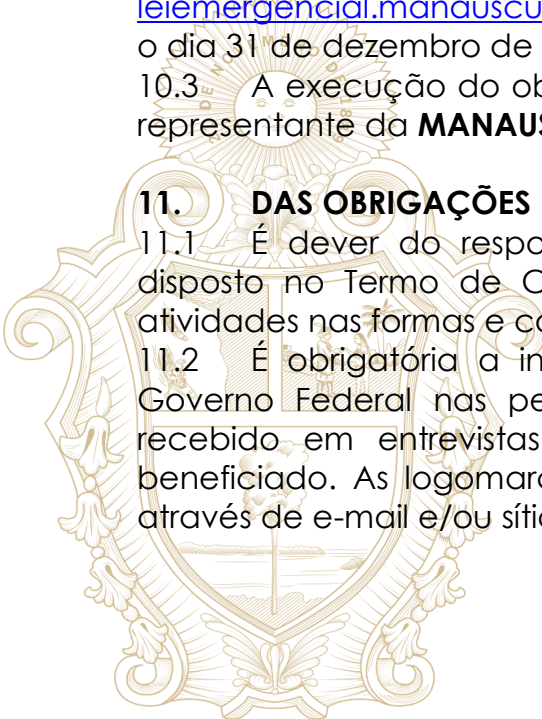 leiemergencial.manauscu
o dia 31 de dezembro de
10.3 A execução do ob
representante da MANAUS
11. DAS OBRIGAÇÕES
11.1 É dever do respo
disposto no Termo de C
atividades nas formas e co
11.2 É obrigatória a in
Governo Federal nas pe
recebido em entrevistas
beneficiado. As logomarc
através de e-mail e/ou sítio